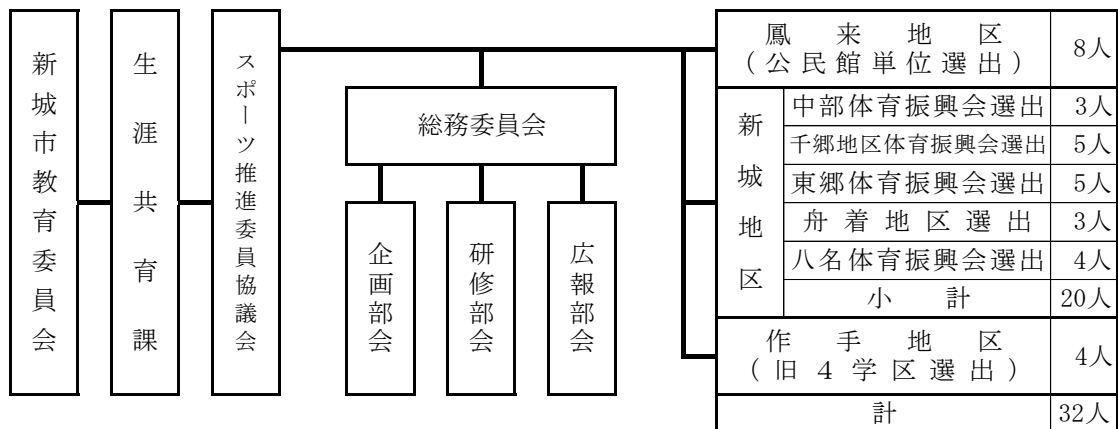 新城市教育委員会
生涯共育課
スポーツ推進委員協議会
総務委員会
企画部会
研修部会
広報部会
鳳来地区
(公民館単位選出)
8人
新城地区
中部体育振興会選出 3人
千郷地区体育振興会選出 5人
東郷体育振興会選出 5人
舟着地区選出 3人
八名体育振興会選出 4人
小計 20人
作手地区
(旧4学区選出)
4人
計 32人